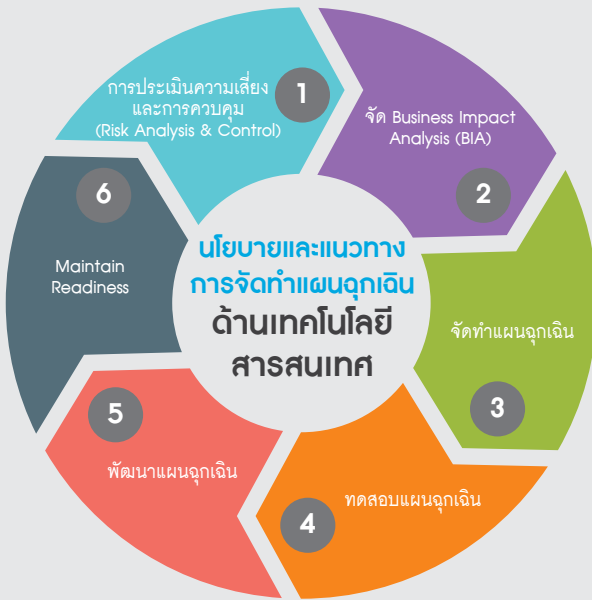 นโยบายและแนวทาง
การจัดทำแผนฉุกเฉิน
ด้านเทคโนโลยี
สารสนเทศ
การประเมินความเสี่ยง
และการควบคุม
(Risk Analysis & Control)
1
จัด Business Impact
Analysis (BIA)
2
จัดทำแผนฉุกเฉิน
3
ทดสอบแผนฉุกเฉิน
4
พัฒนาแผนฉุกเฉิน
5
Maintain
Readiness
6